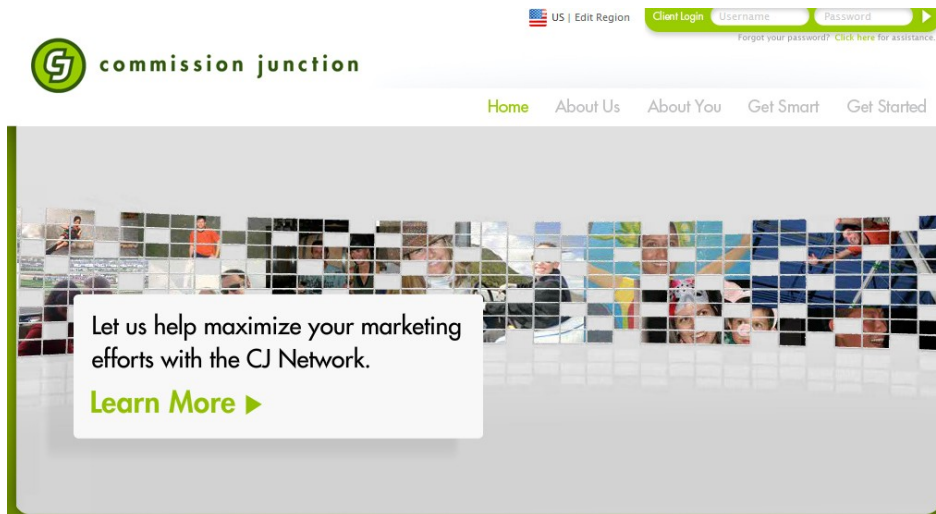 US | Edit Region
Client Login Username Password
Forgot your password? Click here for assistance.
CJ commission junction
Home About Us About You Get Smart Get Started
Let us help maximize your marketing
efforts with the CJ Network.
Learn More